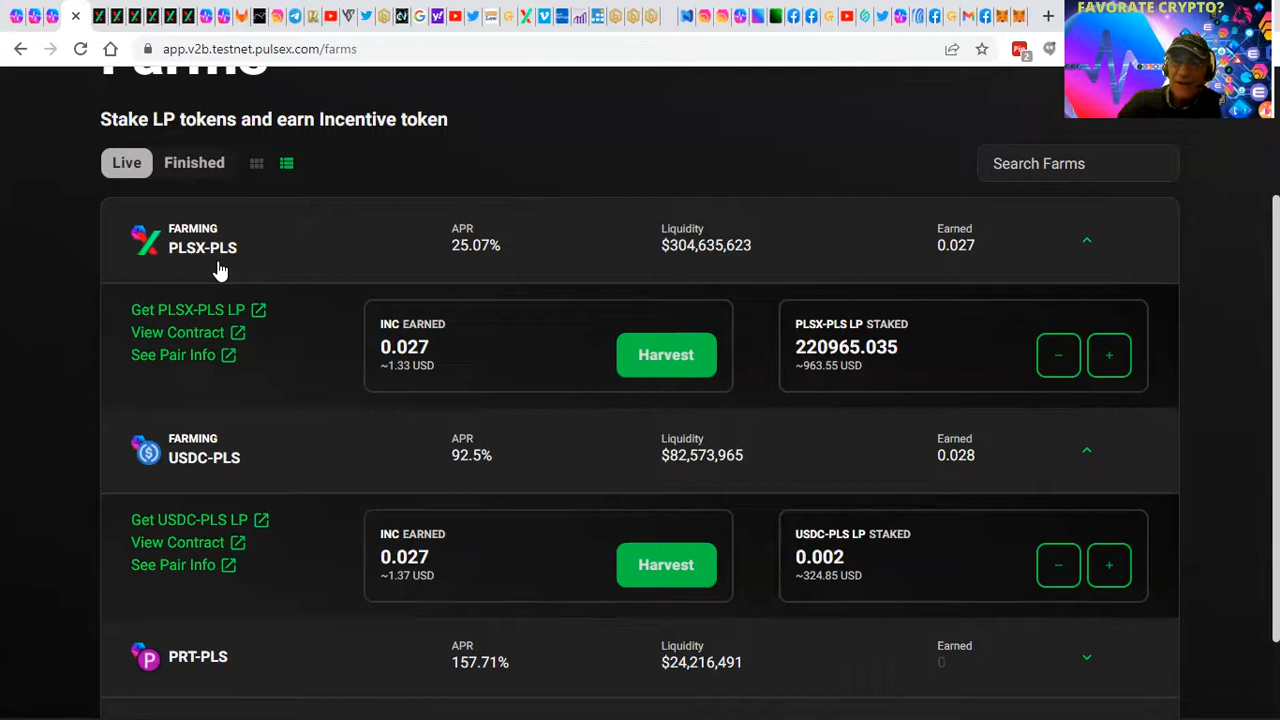 FAVORATE CRYPTO?
app.v2b.testnet.pulsex.com/farms
2
Farms
Stake LP tokens and earn Incentive token
Live Finished Search Farms
FARMING
PLSX-PLS
APR
25.07%
Liquidity
$304,635,623
Earned
0.027
Get PLSX-PLS LP
View Contract
See Pair Info
INC EARNED
0.027
~1.33 USD
Harvest
PLSX-PLS LP STAKED
220965.035
~963.55 USD
− +
FARMING
USDC-PLS
APR
92.5%
Liquidity
$82,573,965
Earned
0.028
Get USDC-PLS LP
View Contract
See Pair Info
INC EARNED
0.027
~1.37 USD
Harvest
USDC-PLS LP STAKED
0.002
~324.85 USD
− +
PRT-PLS
APR
157.71%
Liquidity
$24,216,491
Earned
0